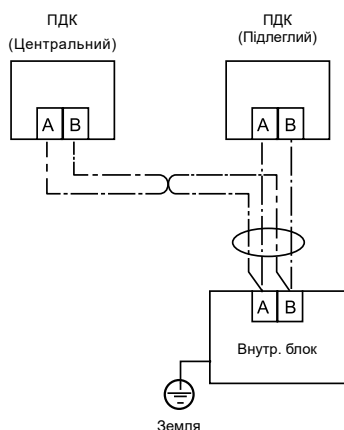 ПДК
(Центральний)
ПДК
(Підлеглий)
A B
A B
A B
Внутр. блок
Земля